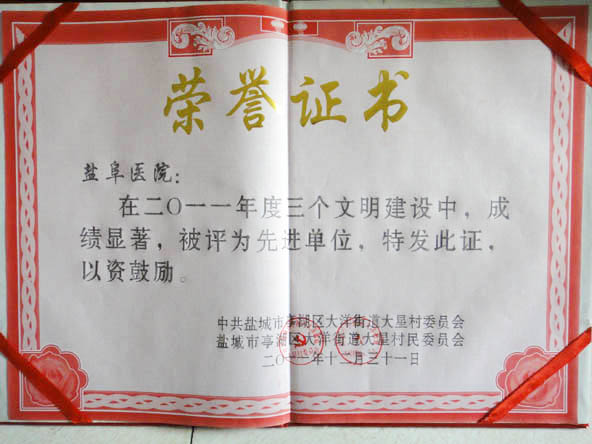 荣誉证书
盐阜医院：
在二〇一一年度三个文明建设中，成
绩显著，被评为先进单位，特发此证，
以资鼓励。
中共盐城市亭湖区大洋街道大星村委员会
盐城市亭湖区大洋街道大星村民委员会
二〇一一年十二月三十一日